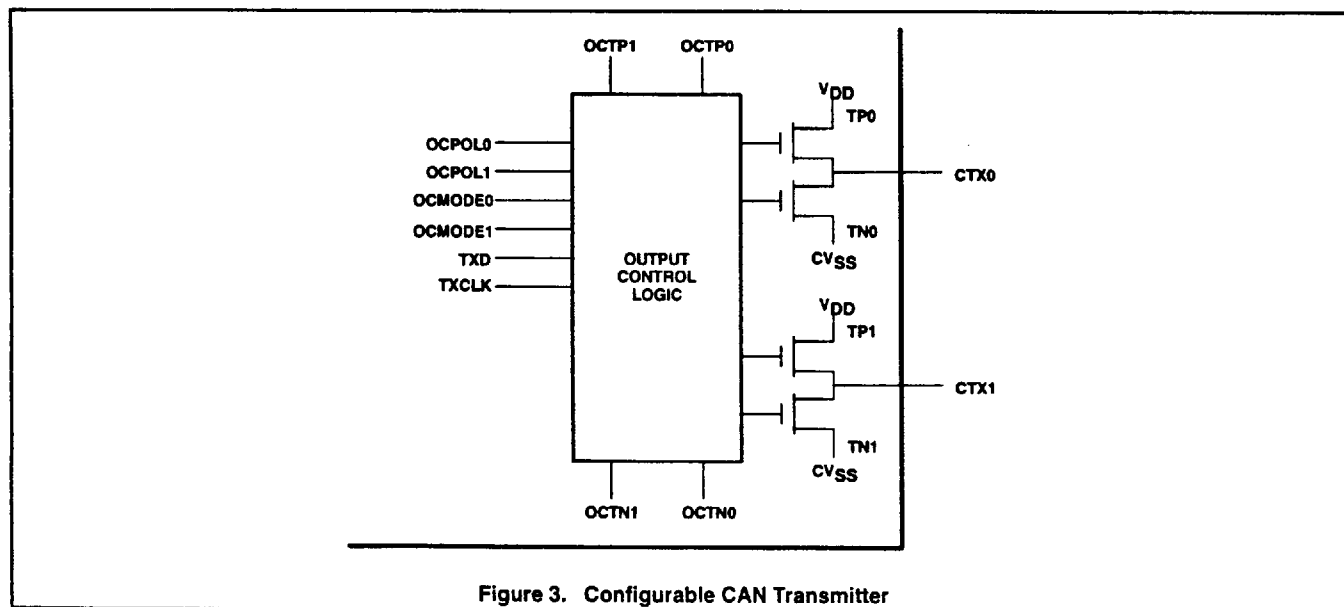 OCTP1 OCTP0
VDD
TP0
OCPOL0
OCPOL1
CTX0
OCMODE0
OCMODE1
TN0
TXD
CVSS
TXCLK
OUTPUT
CONTROL
LOGIC
VDD
TP1
CTX1
TN1
CVSS
OCTN1 OCTN0
Figure 3. Configurable CAN Transmitter